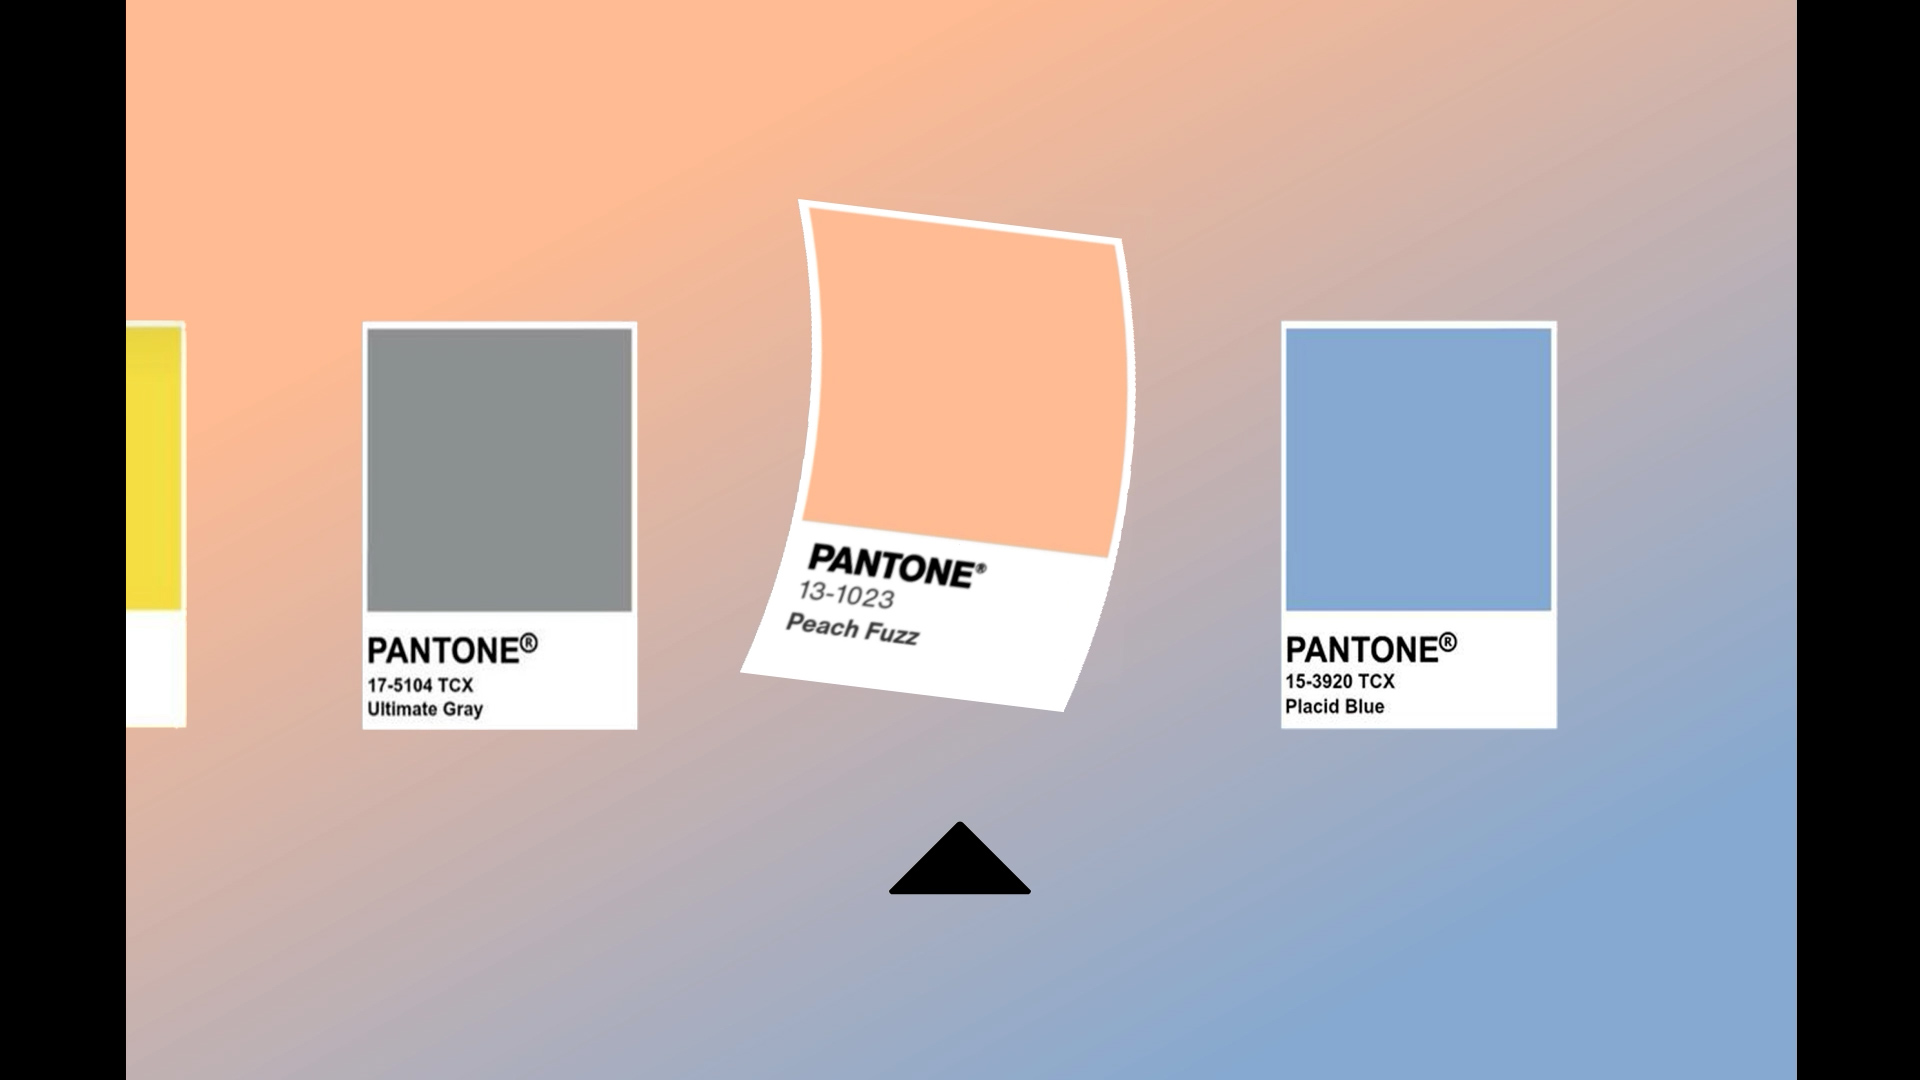 PANTONE®
17-5104 TCX
Ultimate Gray
PANTONE®
13-1023
Peach Fuzz
PANTONE®
15-3920 TCX
Placid Blue